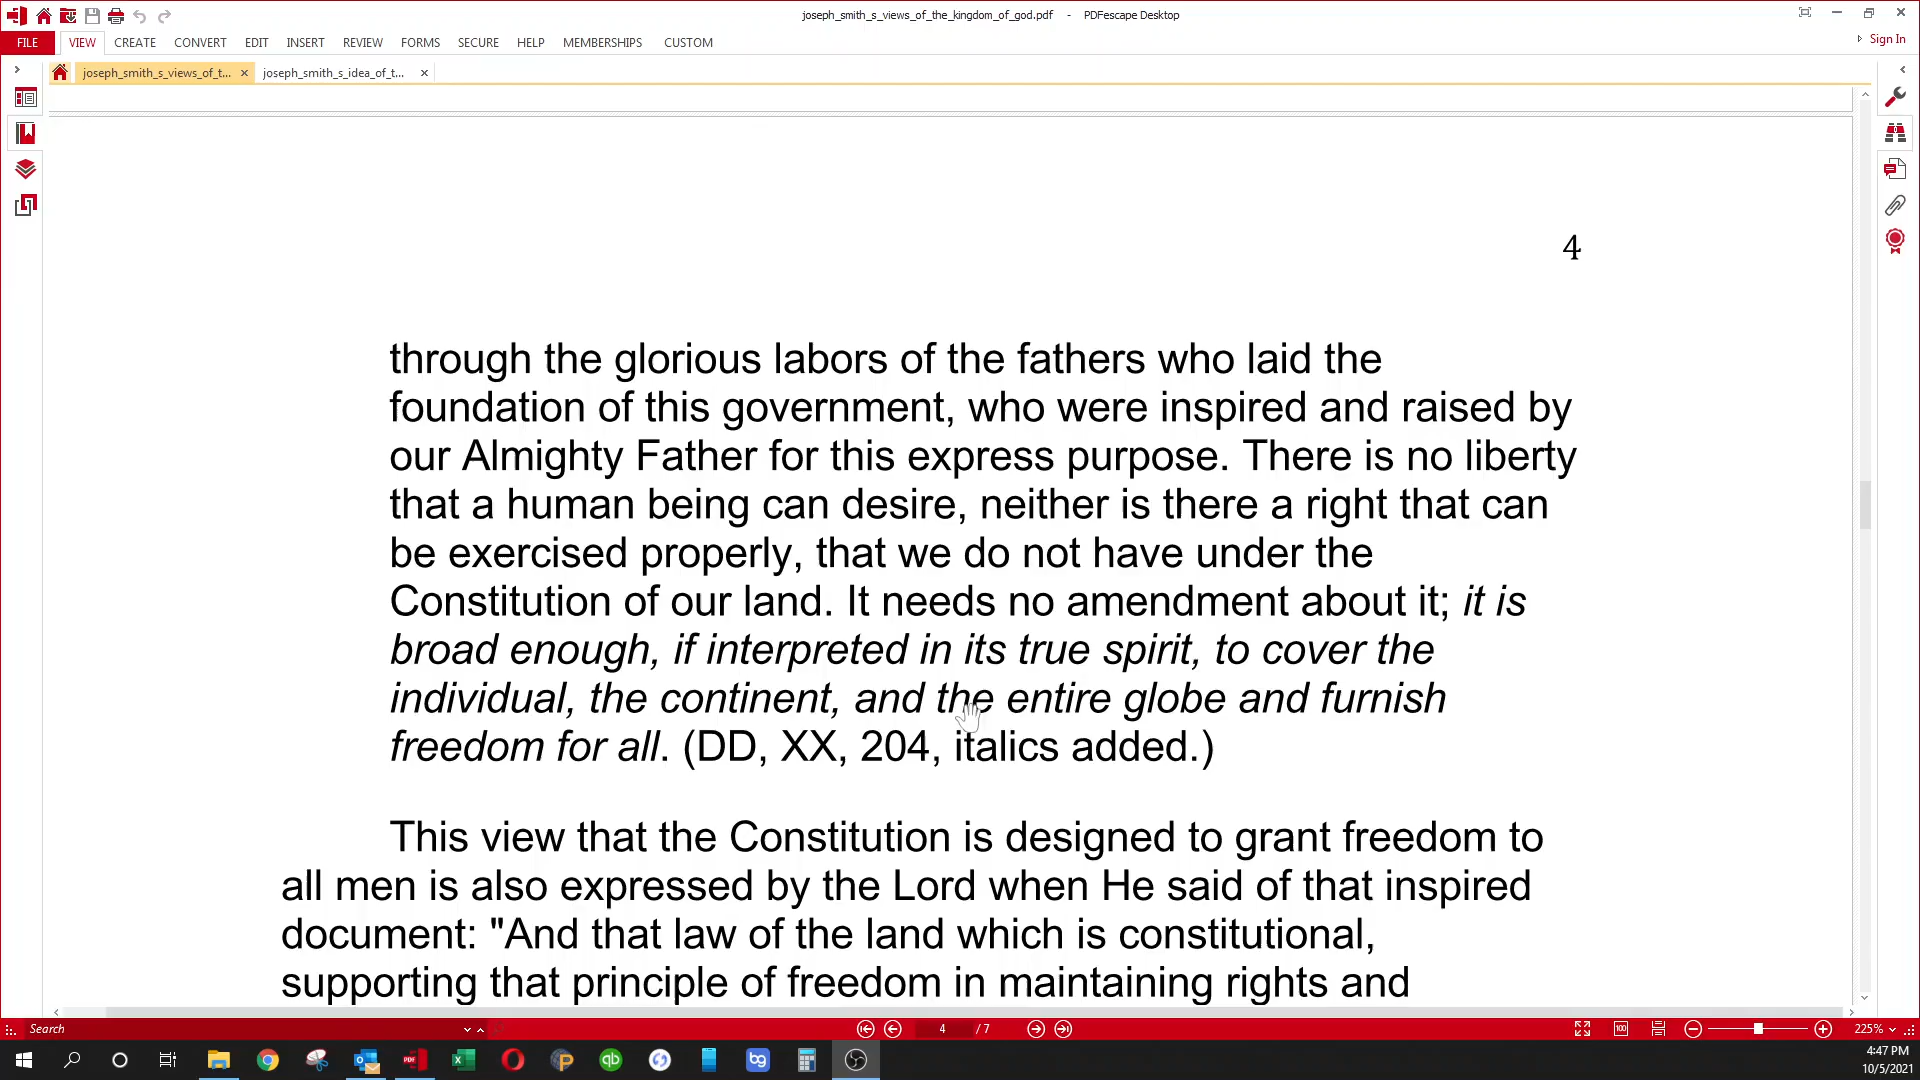 joseph_smith_s_views_of_the_kingdom_of_god.pdf - PDFescape Desktop
FILE VIEW CREATE CONVERT EDIT INSERT REVIEW FORMS SECURE HELP MEMBERSHIPS CUSTOM
Sign In
joseph_smith_s_views_of_t... joseph_smith_s_idea_of_t...
4
through the glorious labors of the fathers who laid the
foundation of this government, who were inspired and raised by
our Almighty Father for this express purpose. There is no liberty
that a human being can desire, neither is there a right that can
be exercised properly, that we do not have under the
Constitution of our land. It needs no amendment about it; it is
broad enough, if interpreted in its true spirit, to cover the
individual, the continent, and the entire globe and furnish
freedom for all. (DD, XX, 204, italics added.)
This view that the Constitution is designed to grant freedom to
all men is also expressed by the Lord when He said of that inspired
document: "And that law of the land which is constitutional,
supporting that principle of freedom in maintaining rights and
Search 4 / 7 100 225%
PDF qb bg
4:47 PM
10/5/2021